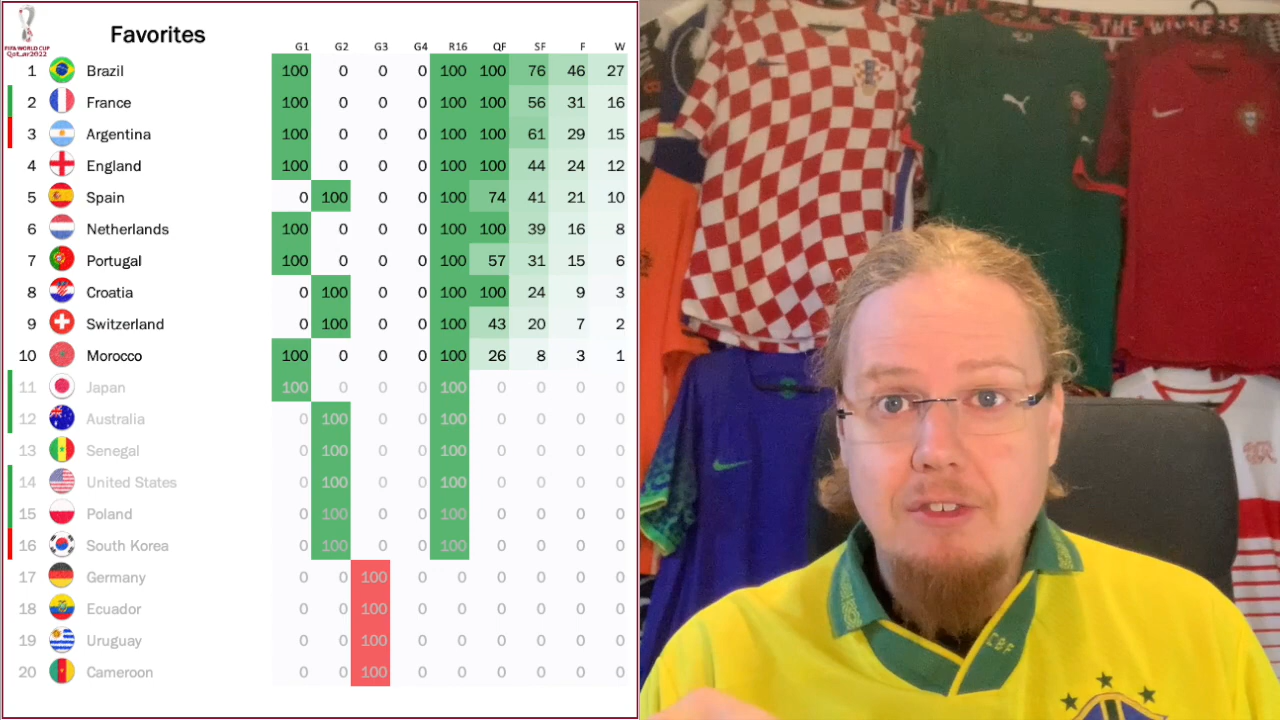 FIFA WORLD CUP
Qatar2022
Favorites
G1 G2 G3 G4 R16 QF SF F W
1 Brazil 100 0 0 0 100 100 76 46 27
2 France 100 0 0 0 100 100 56 31 16
3 Argentina 100 0 0 0 100 100 61 29 15
4 England 100 0 0 0 100 100 44 24 12
5 Spain 0 100 0 0 100 74 41 21 10
6 Netherlands 100 0 0 0 100 100 39 16 8
7 Portugal 100 0 0 0 100 57 31 15 6
8 Croatia 0 100 0 0 100 100 24 9 3
9 Switzerland 0 100 0 0 100 43 20 7 2
10 Morocco 100 0 0 0 100 26 8 3 1
11 Japan 100 0 0 0 100 0 0 0 0
12 Australia 0 100 0 0 100 0 0 0 0
13 Senegal 0 100 0 0 100 0 0 0 0
14 United States 0 100 0 0 100 0 0 0 0
15 Poland 0 100 0 0 100 0 0 0 0
16 South Korea 0 100 0 0 100 0 0 0 0
17 Germany 0 0 100 0 0 0 0 0 0
18 Ecuador 0 0 100 0 0 0 0 0 0
19 Uruguay 0 0 100 0 0 0 0 0 0
20 Cameroon 0 0 100 0 0 0 0 0 0
THE WINNERS
CBF